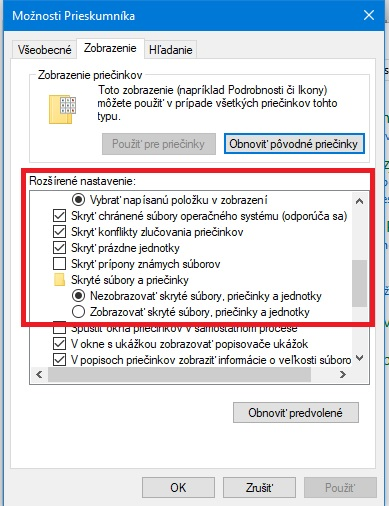 Možnosti Prieskumníka
Všeobecné Zobrazenie Hľadanie
Zobrazenie priečinkov
Toto zobrazenie (napríklad Podrobnosti či Ikony)
môžete použiť v prípade všetkých priečinkov tohto
typu.
Použiť pre priečinky Obnoviť pôvodné priečinky
Rozšírené nastavenie:
Vybrať napísanú položku v zobrazení
Skryť chránené súbory operačného systému (odporúča sa)
Skryť konflikty zlučovania priečinkov
Skryť prázdne jednotky
Skryť prípony známych súborov
Skryté súbory a priečinky
Nezobrazovať skryté súbory, priečinky a jednotky
Zobrazovať skryté súbory, priečinky a jednotky
Spustiť okná priečinkov v samostatnom procese
V okne s ukážkou zobrazovať popisovače ukážok
V popisoch priečinkov zobraziť informácie o veľkosti súboro
Obnoviť predvolené
OK Zrušiť Použiť